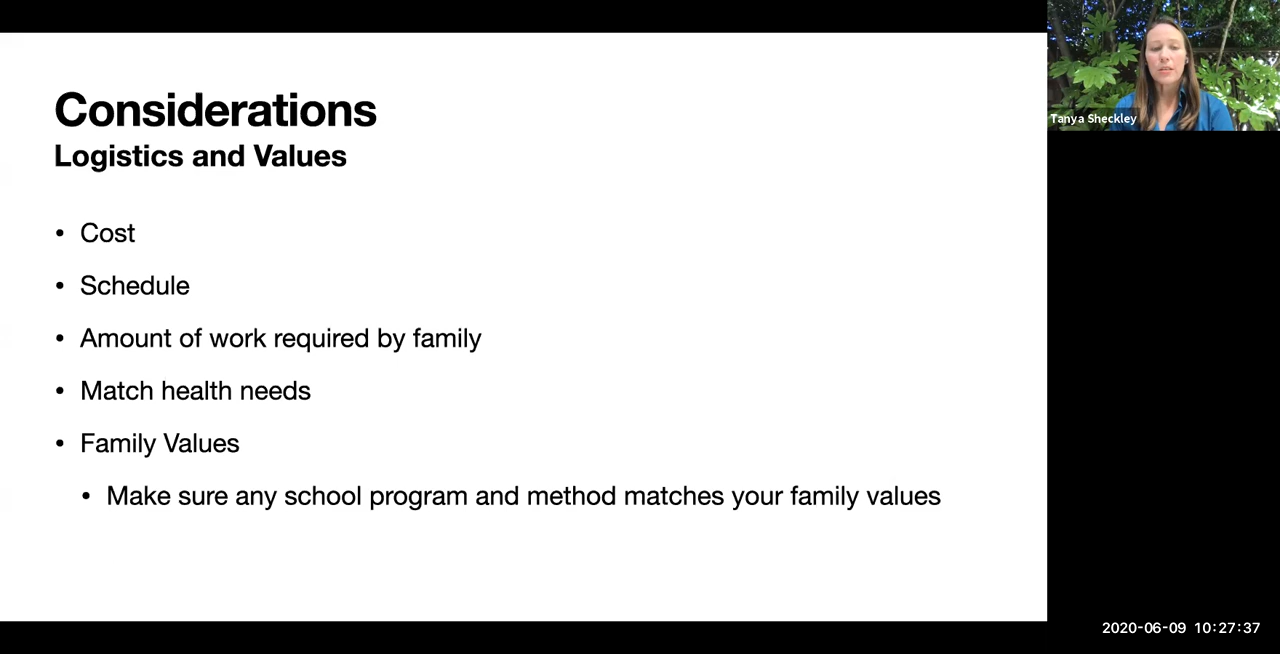 Considerations
Logistics and Values
• Cost
• Schedule
• Amount of work required by family
• Match health needs
• Family Values
• Make sure any school program and method matches your family values
Tanya Sheckley
2020-06-09 10:27:37